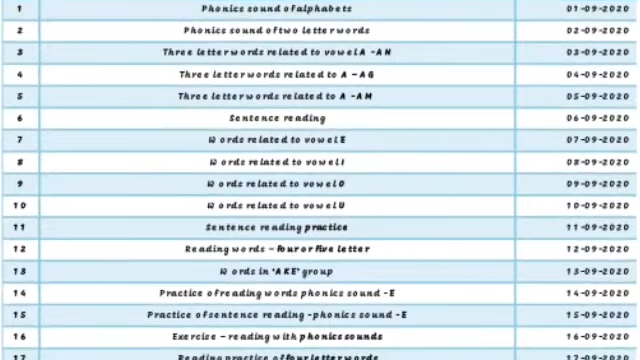 1 Phonics sound of alphabets 01-09-2020
2 Phonics sound of two letter words 02-09-2020
3 Three letter words related to vowel A -AN 03-09-2020
4 Three letter words related to A – AG 04-09-2020
5 Three letter words related to A -AM 05-09-2020
6 Sentence reading 06-09-2020
7 Words related to vowel E 07-09-2020
8 Words related to vowel I 08-09-2020
9 Words related to vowel O 09-09-2020
10 Words related to vowel U 10-09-2020
11 Sentence reading practice 11-09-2020
12 Reading words – four or five letter 12-09-2020
13 Words in 'AKE' group 13-09-2020
14 Practice of reading words phonics sound -E 14-09-2020
15 Practice of sentence reading -phonics sound -E 15-09-2020
16 Exercise – reading with phonics sounds 16-09-2020
17 Reading practice of four letter words 17-09-2020